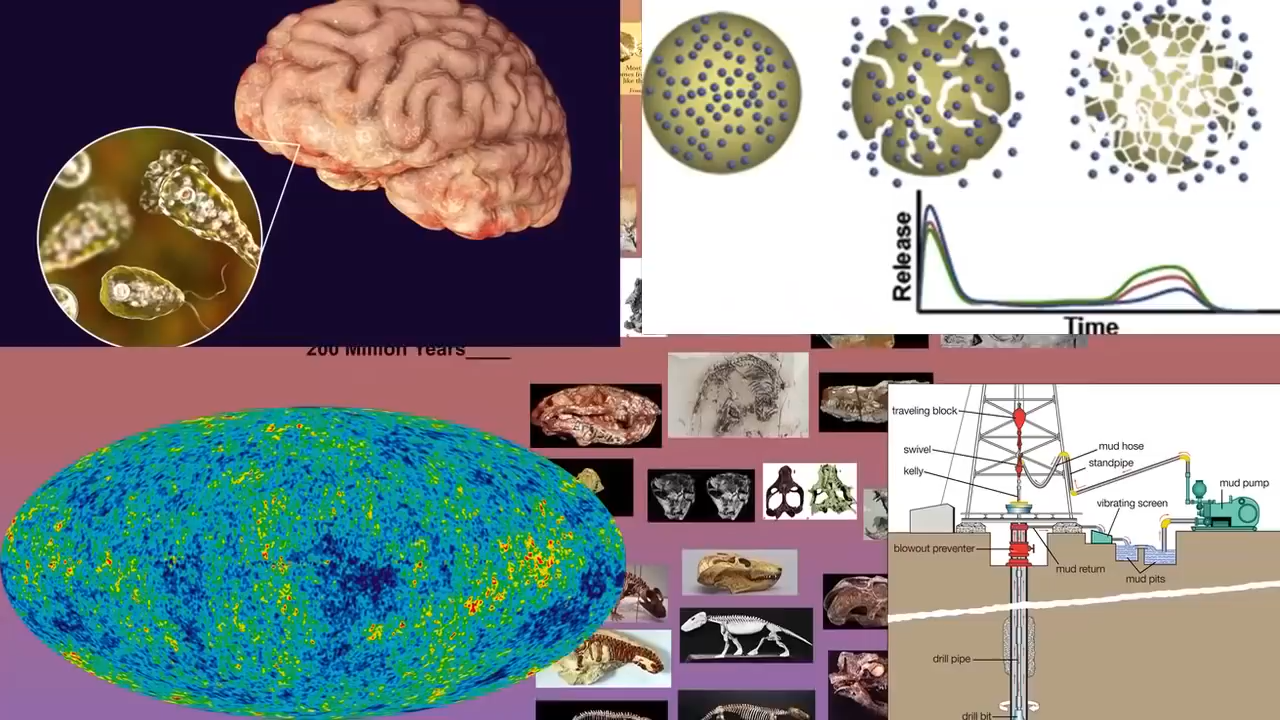 Release
Time
200 Million Years____
traveling block
swivel
kelly
mud hose
standpipe
mud pump
vibrating screen
blowout preventer
mud return
mud pits
drill pipe
drill bit